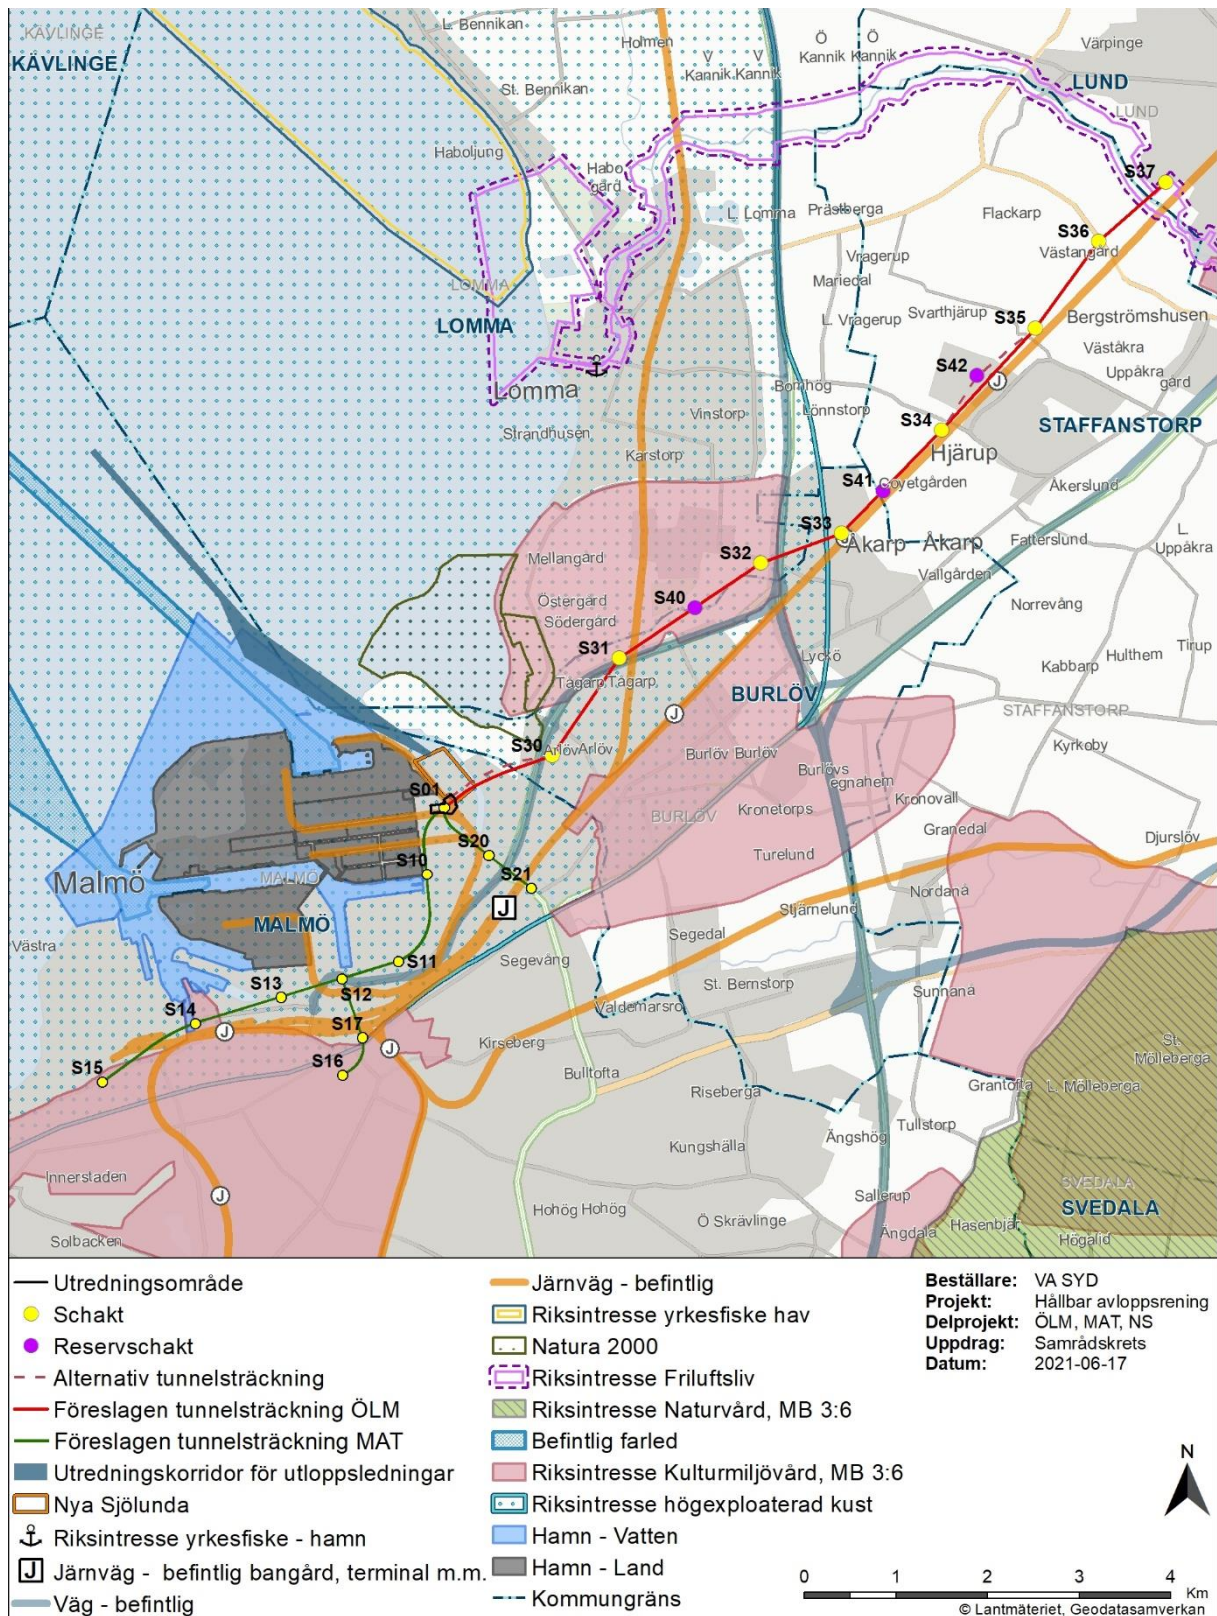 L. Bennikan
KÄVLINGE
KÄVLINGE
Holmen
V Kannik
V Kannik
Ö Kannik
Ö Kannik
Värpinge
LUND
LUND
St. Bennikan
Haboljung
Habo gård
L. Lomma
Prästberga
Flackarp
S37
S36
Västangård
Vragerup
Mariedal
LOMMA
LOMMA
L. Vragerup
Svarthjärup
S35
Bergströmshusen
Väståkra
Uppåkra gård
S42
Lomma
Bomhög
Lönnstorp
Vinstorp
S34
STAFFANSTORP
Strandhusen
Karstorp
Hjärup
S41
Goyetgården
Åkerslund
S33
Åkarp
Åkarp
Fatterslund
L. Uppåkra
Mellangård
S32
Vallgården
Östergård
Södergård
S40
Norrevång
S31
Lyckö
Kabbarp
Hulthem
Tirup
Tågarp
Tågarp
BURLÖV
STAFFANSTORP
J
S30
Arlöv
Arlöv
Burlöv
Burlöv
Kyrkoby
Burlövs egnahem
S01
BURLÖV
Kronetorps
Kronovall
Granedal
Djurslöv
S20
Turelund
S10
S21
Malmö
MALMÖ
MALMÖ
J
Nordanå
Stjärnelund
Västra
Segedal
S11
Segevång
S12
St. Bernstorp
Sunnanå
S13
Valdemarsro
S14
J
S17
J
Kirseberg
St. Mölleberga
S15
S16
Bulltofta
Riseberga
Grantofta
L. Mölleberga
Tullstorp
Ängshög
Kungshälla
Innerstaden
J
Sallerup
SVEDALA
SVEDALA
Hohög
Hohög
Ö Skrävlinge
Ängdala
Hasenbjär
Högalid
Solbacken
Utredningsområde
Schakt
Reservschakt
Alternativ tunnelsträckning
Föreslagen tunnelsträckning ÖLM
Föreslagen tunnelsträckning MAT
Utredningskorridor för utloppsledningar
Nya Sjölunda
Riksintresse yrkesfiske - hamn
J Järnväg - befintlig bangård, terminal m.m.
Väg - befintlig
Järnväg - befintlig
Riksintresse yrkesfiske hav
Natura 2000
Riksintresse Friluftsliv
Riksintresse Naturvård, MB 3:6
Befintlig farled
Riksintresse Kulturmiljövård, MB 3:6
Riksintresse högexploaterad kust
Hamn - Vatten
Hamn - Land
Kommungräns
Beställare: VA SYD
Projekt: Hållbar avloppsrening
Delprojekt: ÖLM, MAT, NS
Uppdrag: Samrådskrets
Datum: 2021-06-17
N
0 1 2 3 4
Km
© Lantmäteriet, Geodatasamverkan